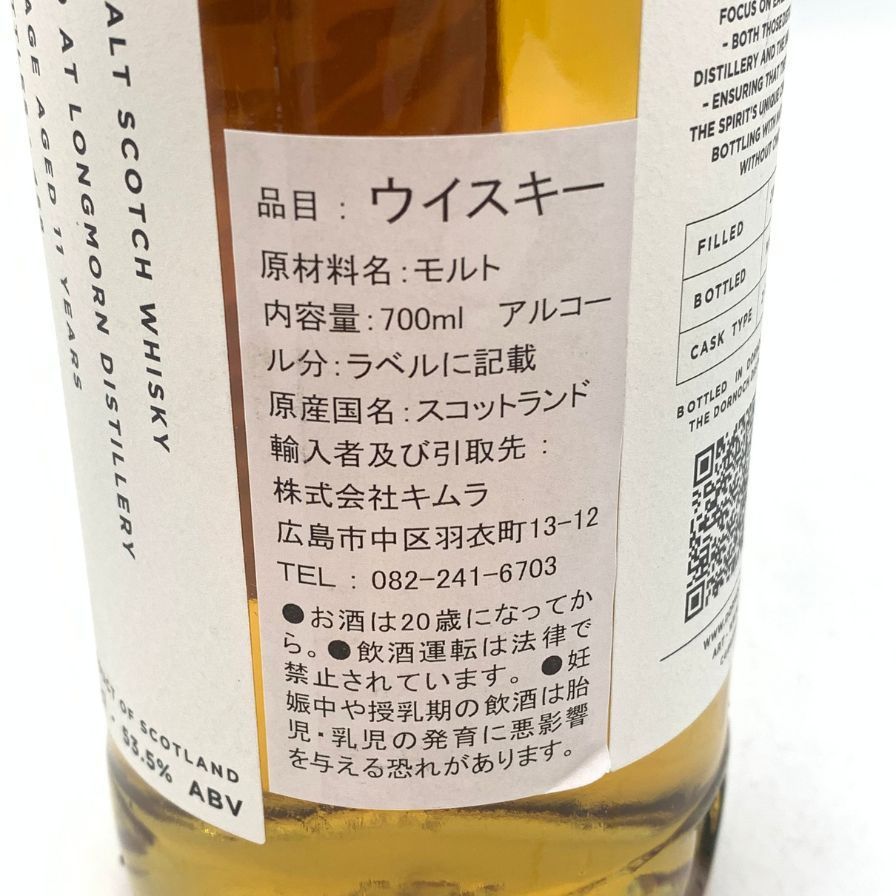 ALT SCOTCH WHISKY
AT LONGMORN DISTILLERY
AGED 11 YEARS
OF SCOTLAND
53.5% ABV
品目：ウイスキー
原材料名：モルト
内容量：700ml　アルコー
ル分：ラベルに記載
原産国名：スコットランド
輸入者及び引取先：
株式会社キムラ
広島市中区羽衣町13-12
TEL：082-241-6703
●お酒は20歳になってか
ら。●飲酒運転は法律で
禁止されています。●妊
娠中や授乳期の飲酒は胎
児・乳児の発育に悪影響
を与える恐れがあります。
FOCUS ON
- BOTH THOSE
DISTILLERY AND THE
- ENSURING THAT
THE SPIRIT'S UNIQUE
BOTTLING WITH
WITHOUT
FILLED
BOTTLED
CASK TYPE
BOTTLED IN
THE DORNOCH